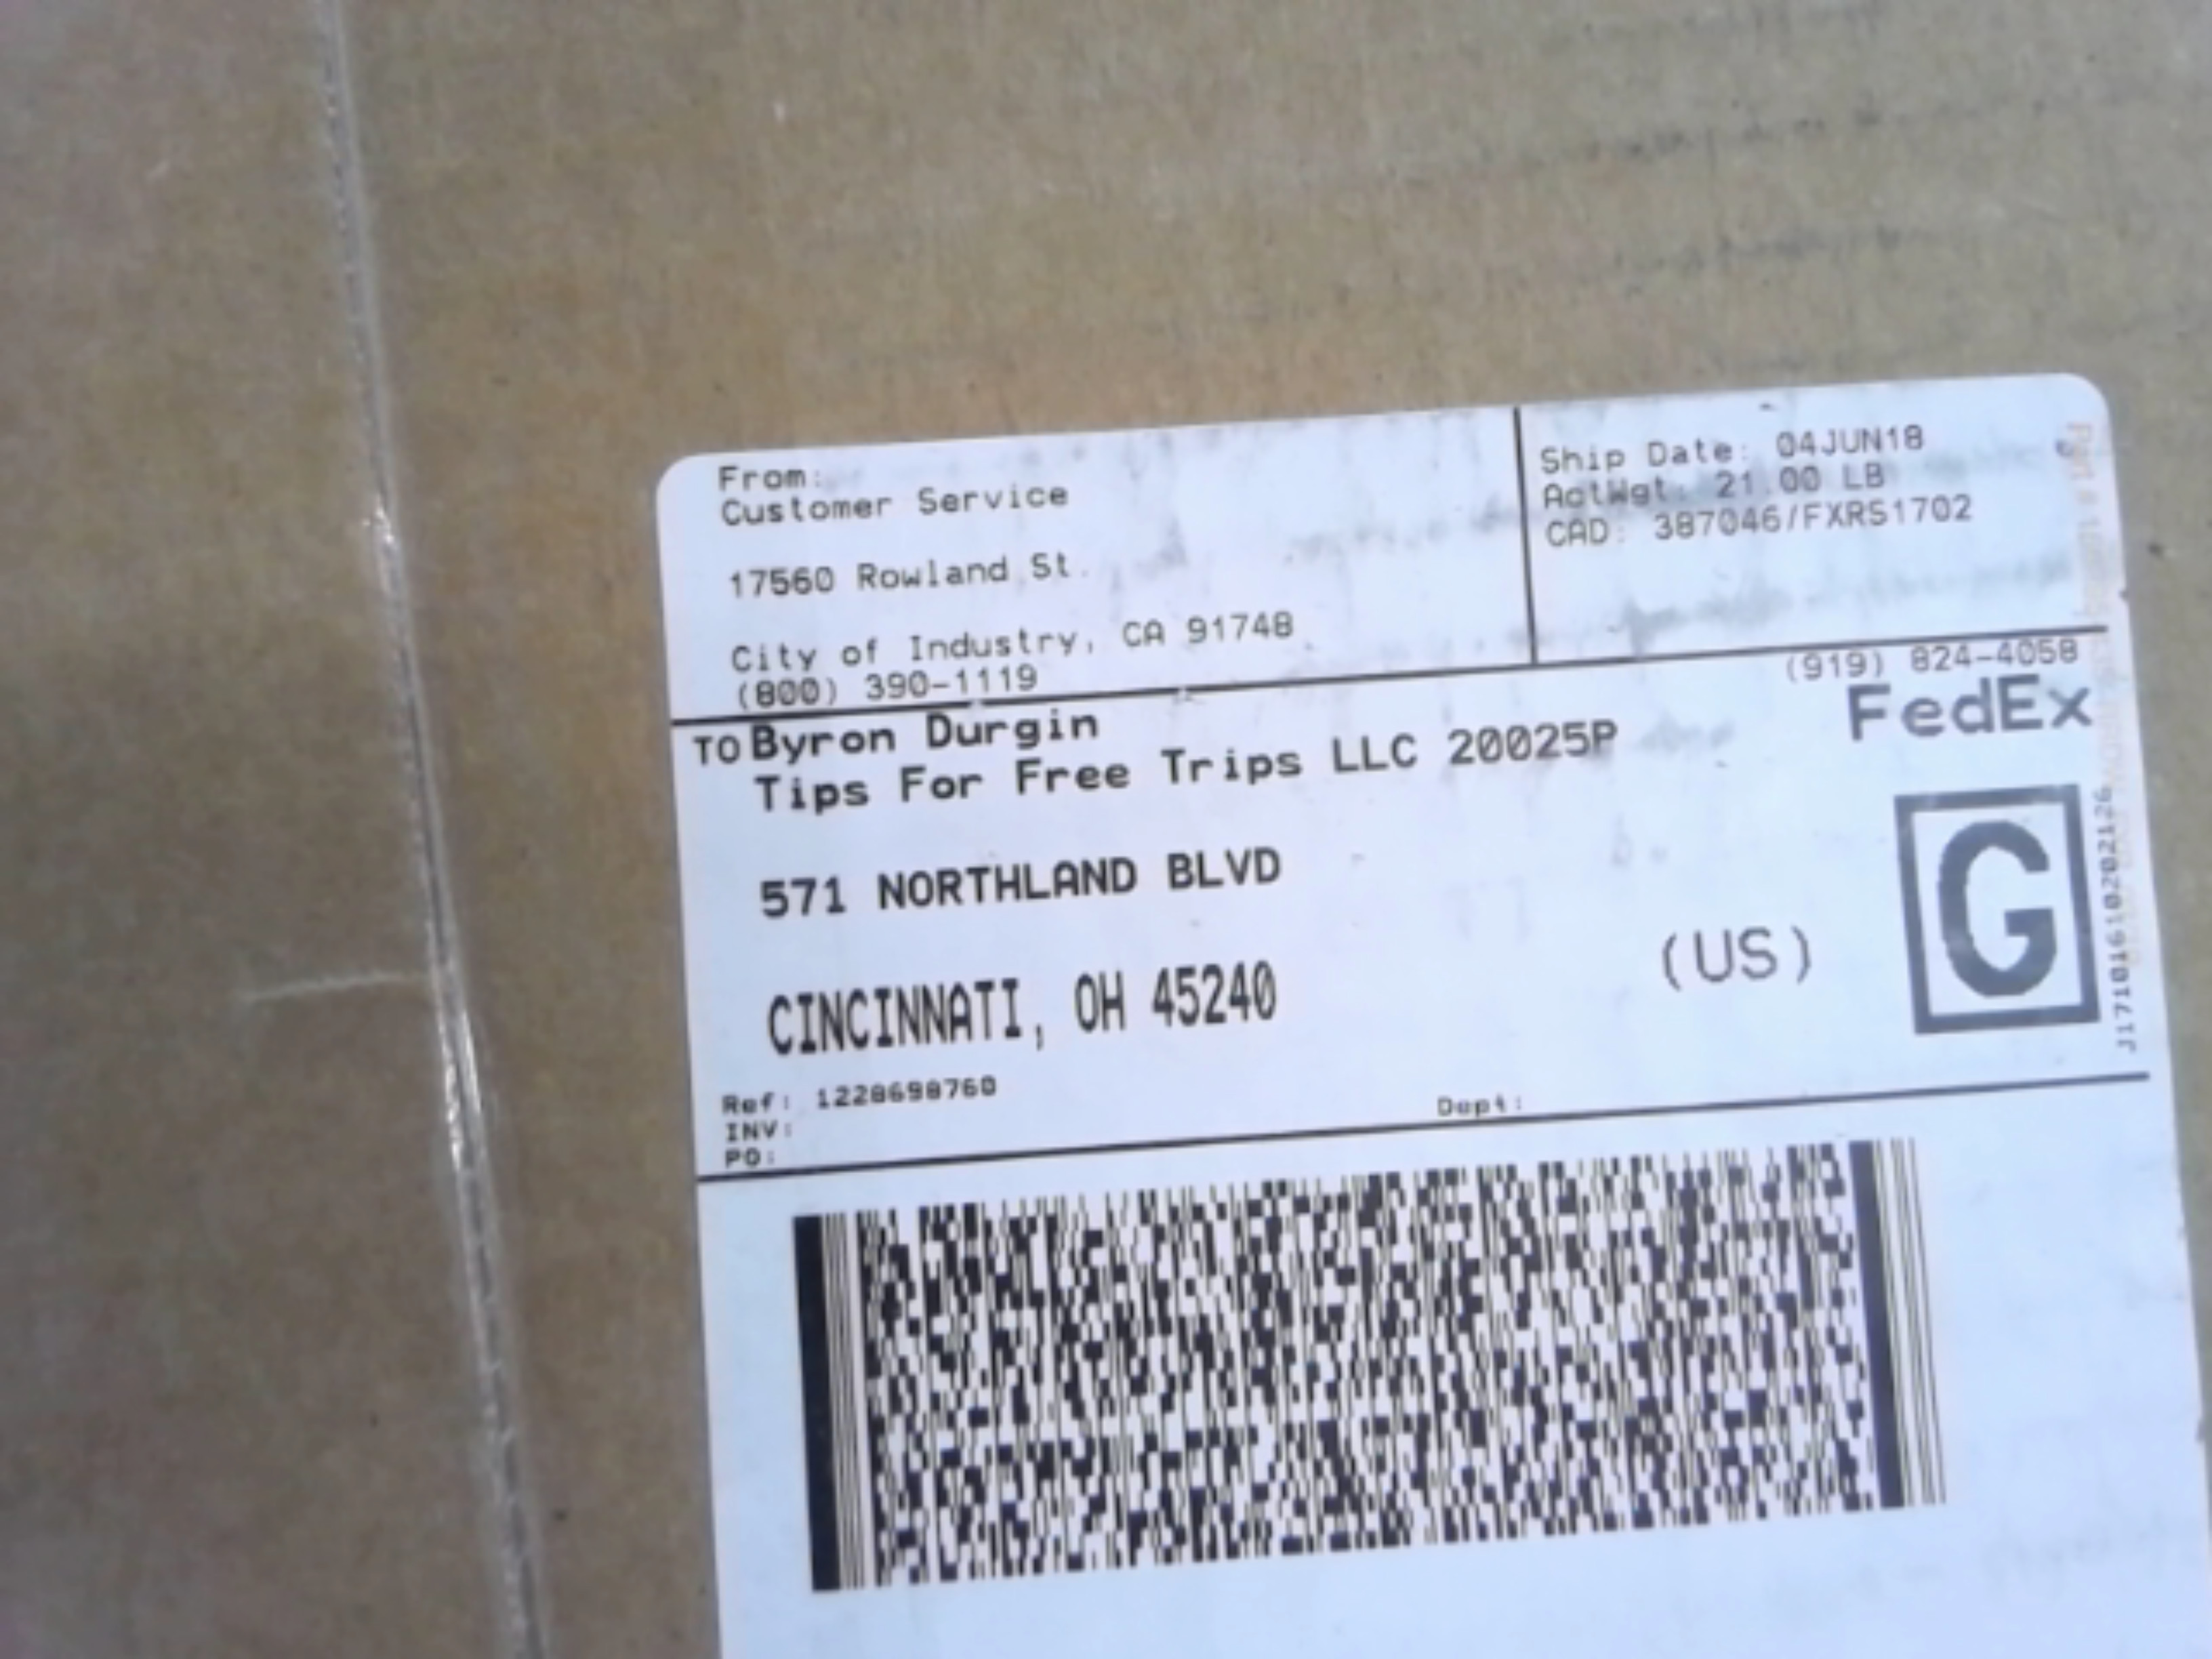 From:
Customer Service
17560 Rowland St.
City of Industry, CA 91748
(800) 390-1119
Ship Date: 04JUN18
ActWgt: 21.00 LB
CAD: 387046/FXRS1702
(919) 824-4058
TO Byron Durgin
Tips For Free Trips LLC 20025P
FedEx
571 NORTHLAND BLVD
CINCINNATI, OH 45240
(US)
G
J17101610202126
Ref: 1228698760
INV:
PO:
Dept: